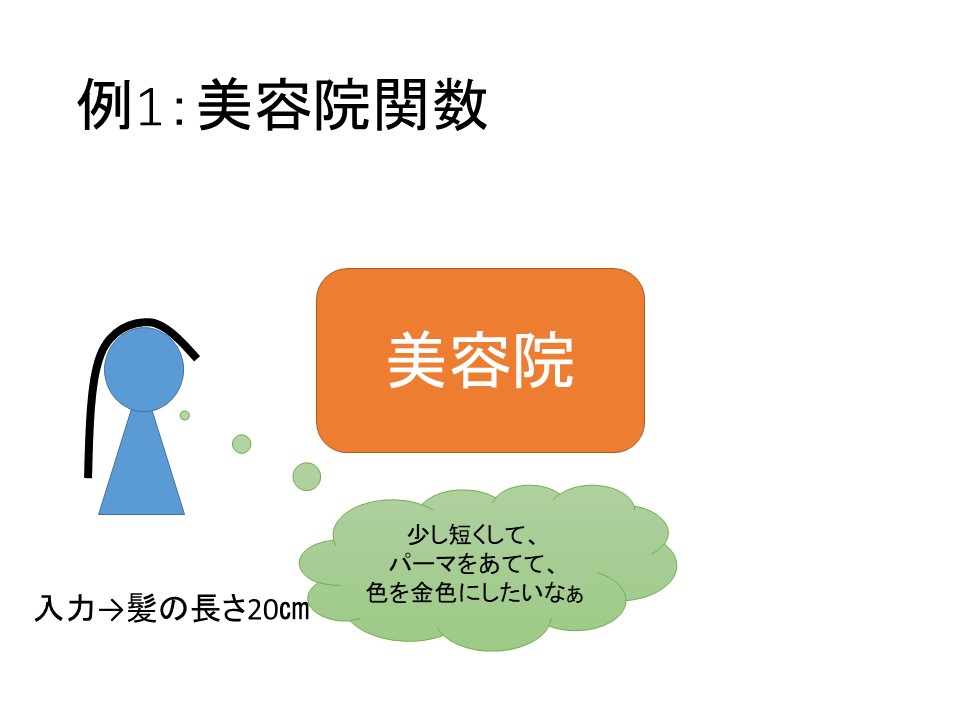 例1：美容院関数
美容院
少し短くして、
パーマをあてて、
色を金色にしたいなぁ
入力→髪の長さ20㎝